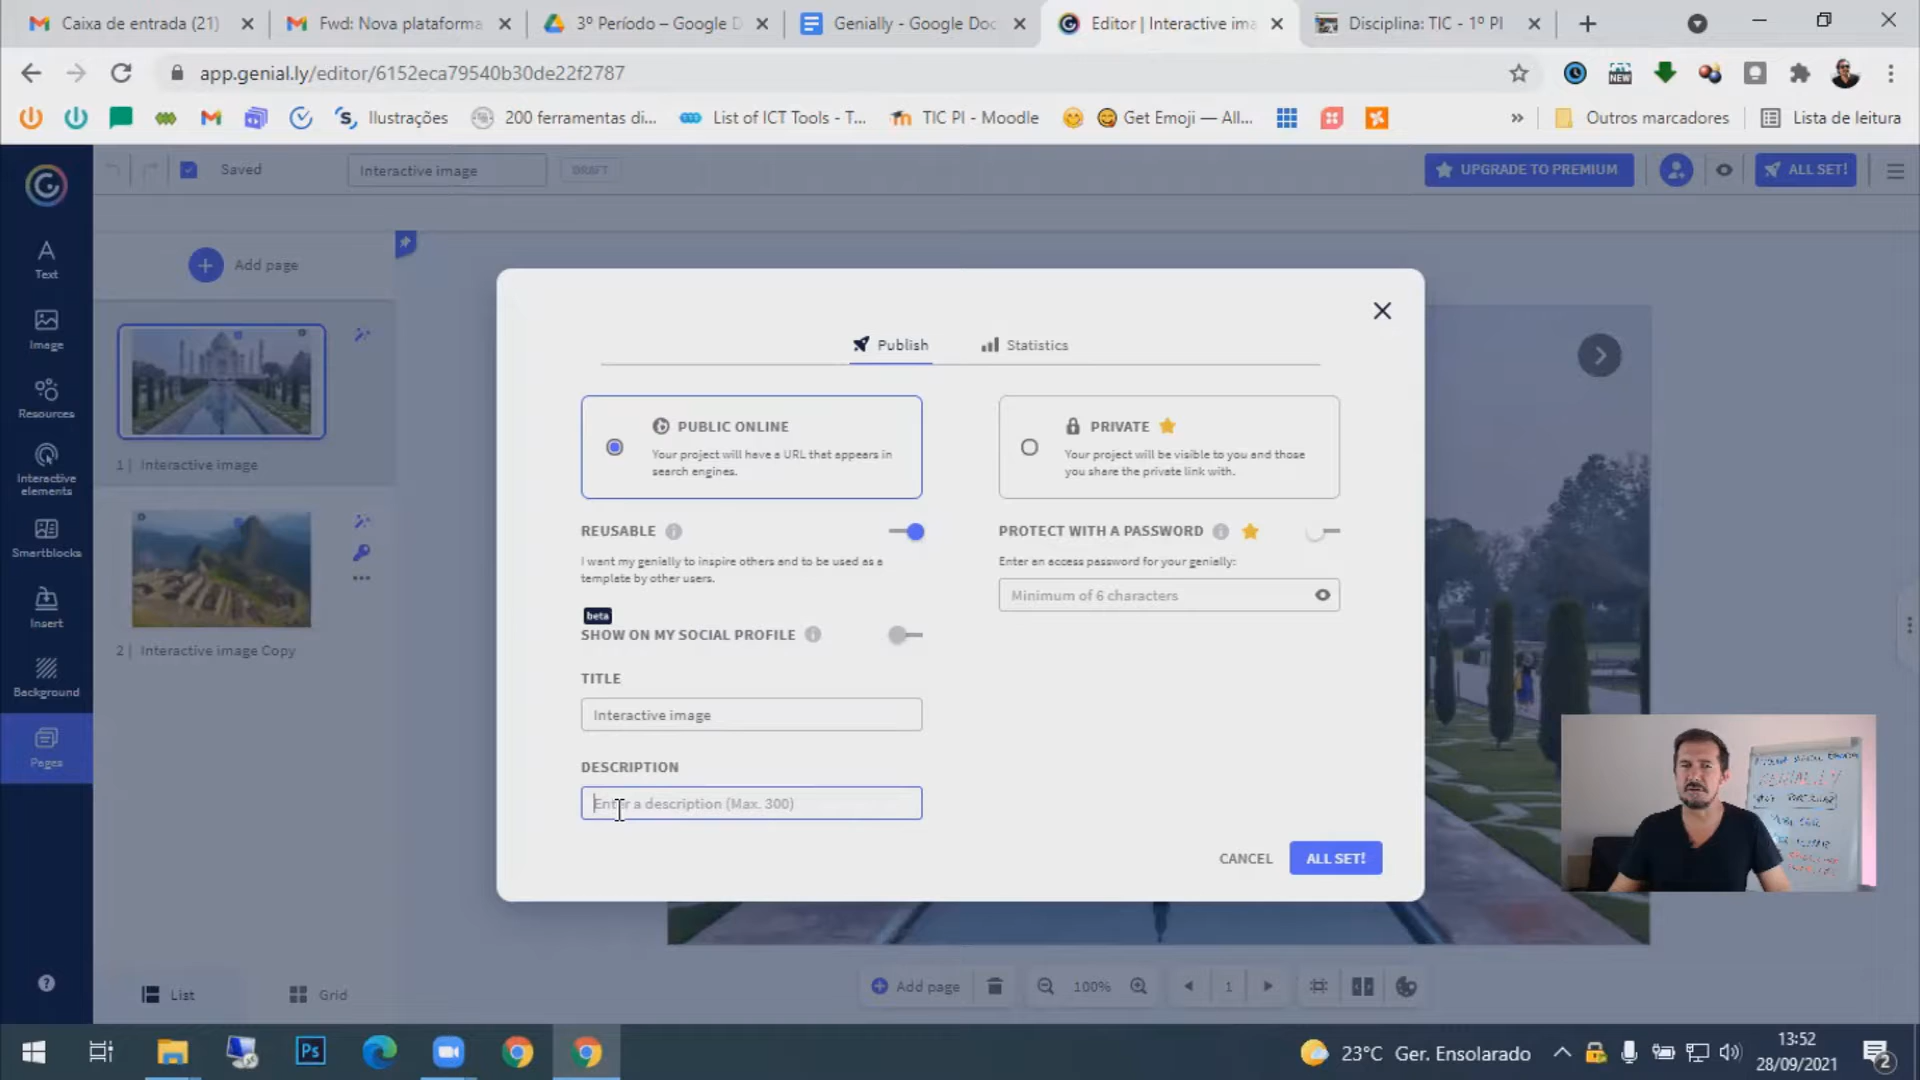 Caixa de entrada (21)
Fwd: Nova plataforma
3º Período – Google D
Genially - Google Doc
Editor | Interactive ima
Disciplina: TIC - 1º PI
app.genial.ly/editor/6152eca79540b30de22f2787
NEW
Ilustrações
200 ferramentas di...
List of ICT Tools - T...
TIC PI - Moodle
Get Emoji — All...
»
Outros marcadores
Lista de leitura
Saved
Interactive image
DRAFT
UPGRADE TO PREMIUM
ALL SET!
Text
Image
Resources
Interactive
elements
Smartblocks
Insert
Background
Pages
Add page
1 | Interactive image
2 | Interactive image Copy
List
Grid
Publish
Statistics
PUBLIC ONLINE
Your project will have a URL that appears in
search engines.
PRIVATE
Your project will be visible to you and those
you share the private link with.
REUSABLE
I want my genially to inspire others and to be used as a
template by other users.
PROTECT WITH A PASSWORD
Enter an access password for your genially:
Minimum of 6 characters
beta
SHOW ON MY SOCIAL PROFILE
TITLE
Interactive image
DESCRIPTION
Enter a description (Max. 300)
CANCEL
ALL SET!
GENIALLY
Add page
100%
1
Ps
23°C Ger. Ensolarado
13:52
28/09/2021
2